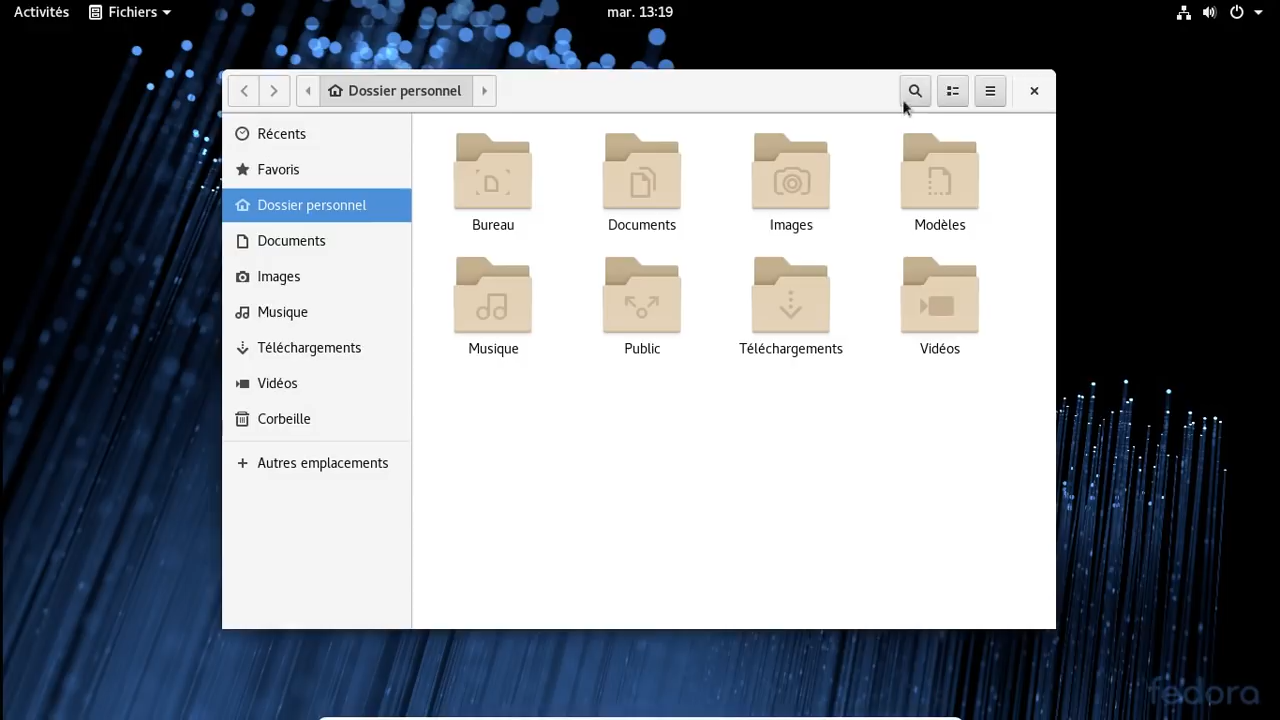 Activités
Fichiers
mar. 13:19
Dossier personnel
Récents
Favoris
Dossier personnel
Documents
Images
Musique
Téléchargements
Vidéos
Corbeille
Autres emplacements
Bureau
Documents
Images
Modèles
Musique
Public
Téléchargements
Vidéos
fedora